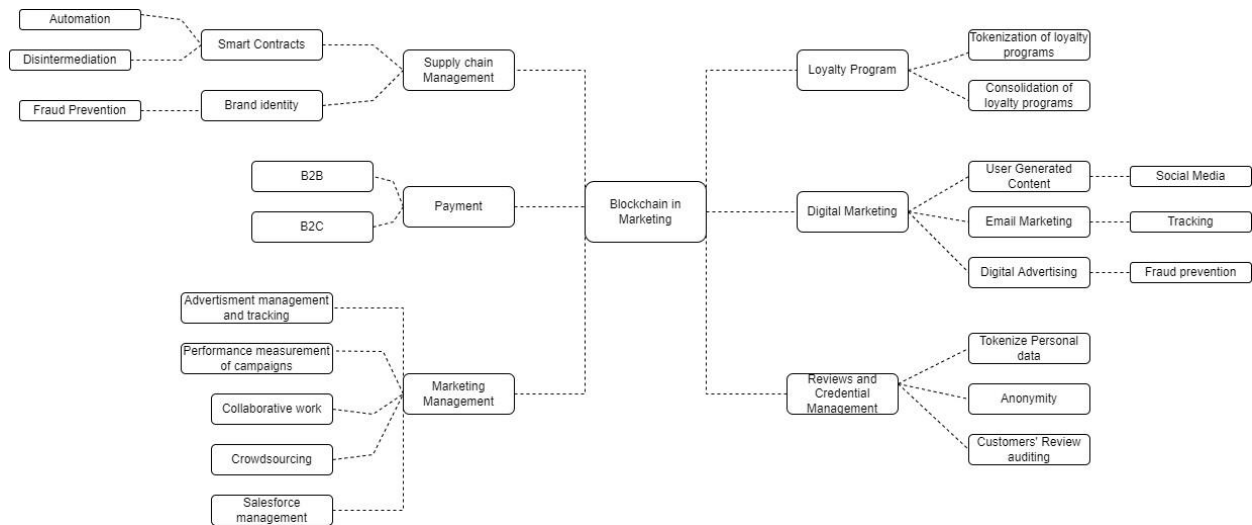 Automation
Disintermediation
Fraud Prevention
Smart Contracts
Brand identity
Supply chain
Management
B2B
B2C
Payment
Advertisment management
and tracking
Performance measurement
of campaigns
Collaborative work
Crowdsourcing
Salesforce
management
Marketing
Management
Blockchain in
Marketing
Loyalty Program
Tokenization of loyalty
programs
Consolidation of
loyalty programs
Digital Marketing
User Generated
Content
Social Media
Email Marketing
Tracking
Digital Advertising
Fraud prevention
Reviews and
Credential
Management
Tokenize Personal
data
Anonymity
Customers' Review
auditing